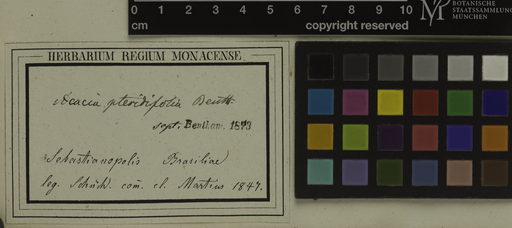 0 1 2 3 4 5 6 7 8 9 10
cm copyright reserved
BOTANISCHE
STAATSSAMMLUNG
MÜNCHEN
HERBARIUM REGIUM MONACENSE.
Acacia pteridifolia Benth.
Bentham. 1873
Sebastianopolis Brasiliae
leg. Schüch. com. cl. Martius 1847.